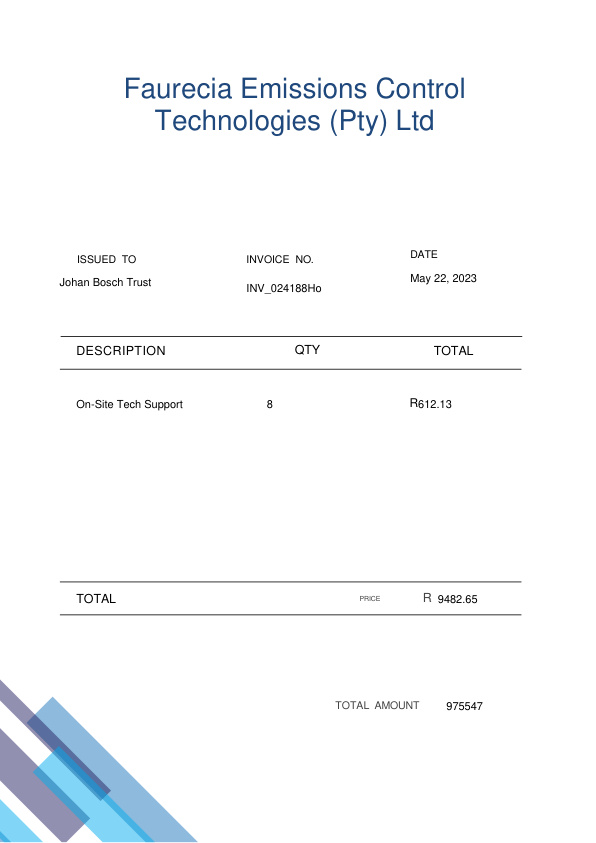 Faurecia Emissions Control
Technologies (Pty) Ltd
ISSUED TO
INVOICE NO.
DATE
Johan Bosch Trust
INV_024188Ho
May 22, 2023
DESCRIPTION QTY TOTAL
On-Site Tech Support 8 R612.13
TOTAL PRICE R 9482.65
TOTAL AMOUNT 975547